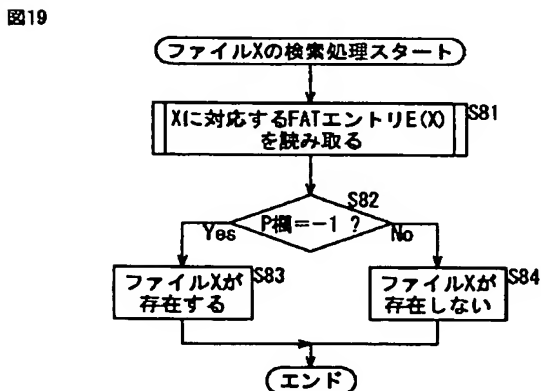 図19
ファイルXの検索処理スタート
Xに対応するFATエントリE(X)
を読み取る
S81
P欄=-1 ?
S82
Yes
No
ファイルXが
存在する
S83
ファイルXが
存在しない
S84
エンド